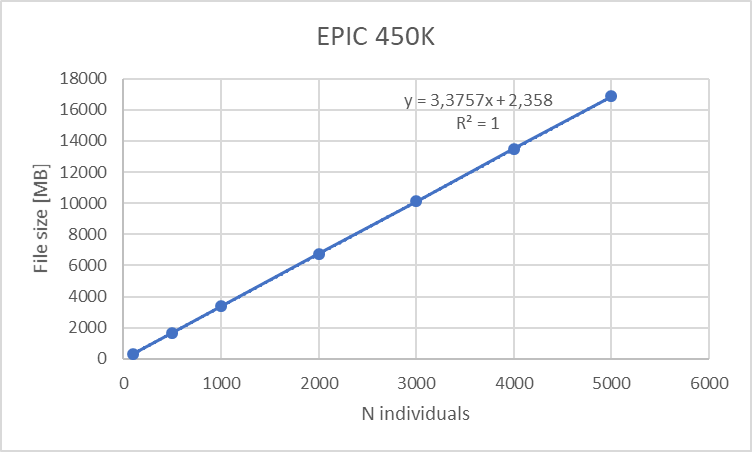 EPIC 450K
y = 3,3757x + 2,358
R² = 1
18000
16000
14000
12000
10000
8000
6000
4000
2000
0
File size [MB]
0 1000 2000 3000 4000 5000 6000
N individuals